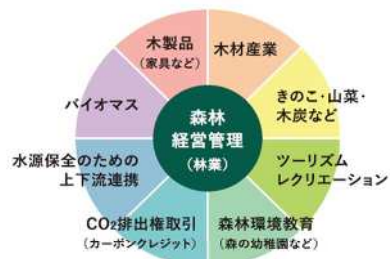 木製品
(家具など)
木材産業
きのこ・山菜・
木炭など
ツーリズム
レクリエーション
森林環境教育
(森の幼稚園など)
CO₂排出権取引
(カーボンクレジット)
水源保全のための
上下流連携
バイオマス
森林
経営管理
(林業)